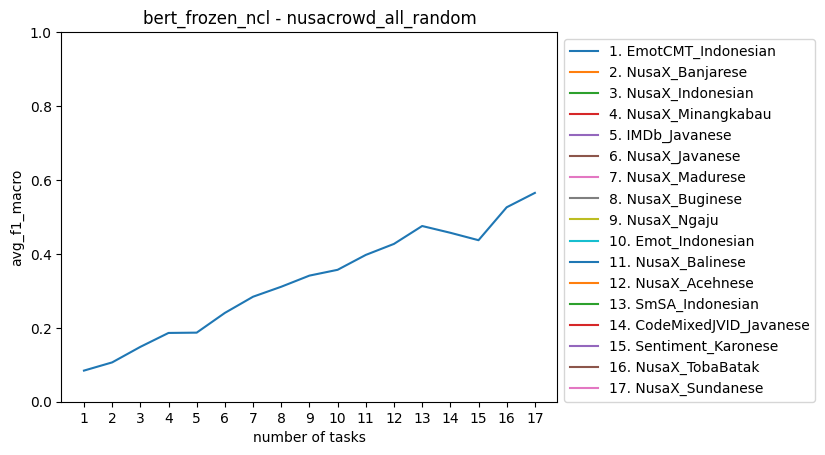 bert_frozen_ncl - nusacrowd_all_random
1.0
0.8
0.6
0.4
0.2
0.0
avg_f1_macro
1 2 3 4 5 6 7 8 9 10 11 12 13 14 15 16 17
number of tasks
1. EmotCMT_Indonesian
2. NusaX_Banjarese
3. NusaX_Indonesian
4. NusaX_Minangkabau
5. IMDb_Javanese
6. NusaX_Javanese
7. NusaX_Madurese
8. NusaX_Buginese
9. NusaX_Ngaju
10. Emot_Indonesian
11. NusaX_Balinese
12. NusaX_Acehnese
13. SmSA_Indonesian
14. CodeMixedJVID_Javanese
15. Sentiment_Karonese
16. NusaX_TobaBatak
17. NusaX_Sundanese